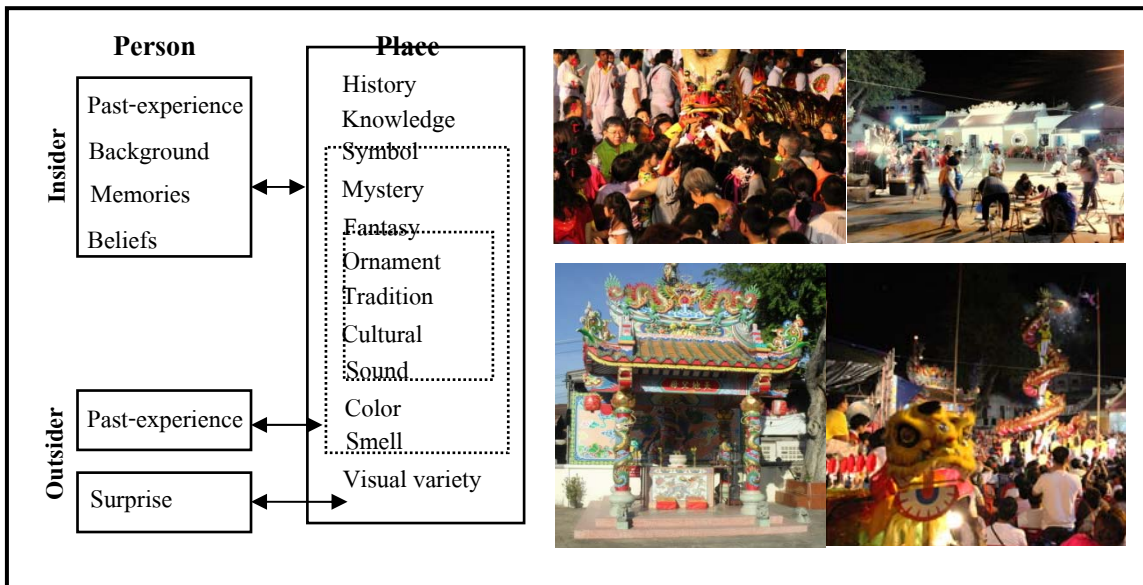 Person
Place
Insider
Past-experience
Background
Memories
Beliefs
History
Knowledge
Symbol
Mystery
Fantasy
Ornament
Tradition
Cultural
Sound
Color
Smell
Visual variety
Outsider
Past-experience
Surprise